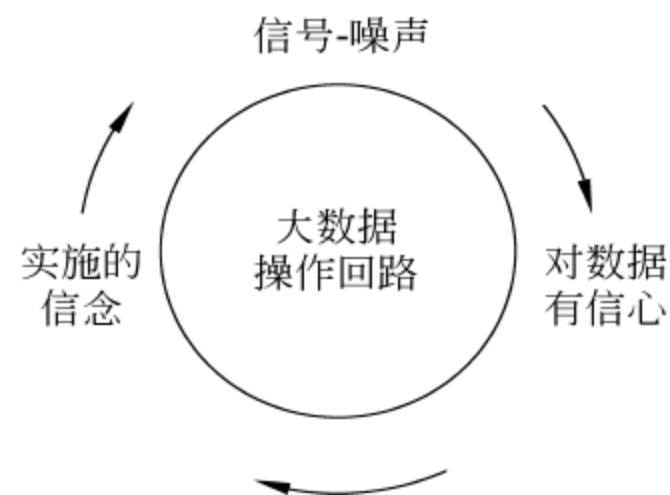 信号-噪声
大数据
操作回路
实施的
信念
对数据
有信心